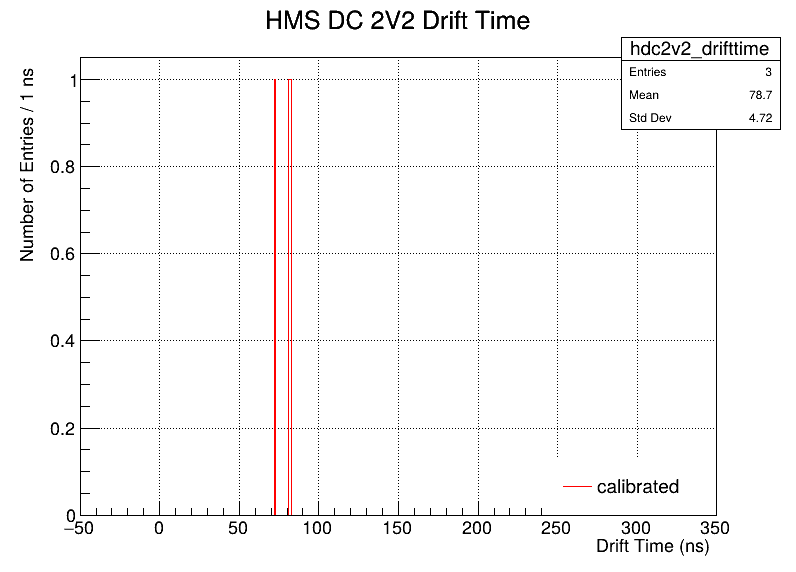 HMS DC 2V2 Drift Time
hdc2v2_drifttime
Entries 3
Mean 78.7
Std Dev 4.72
Number of Entries / 1 ns
1
0.8
0.6
0.4
0.2
0
−50 0 50 100 150 200 250 300 350
calibrated
Drift Time (ns)